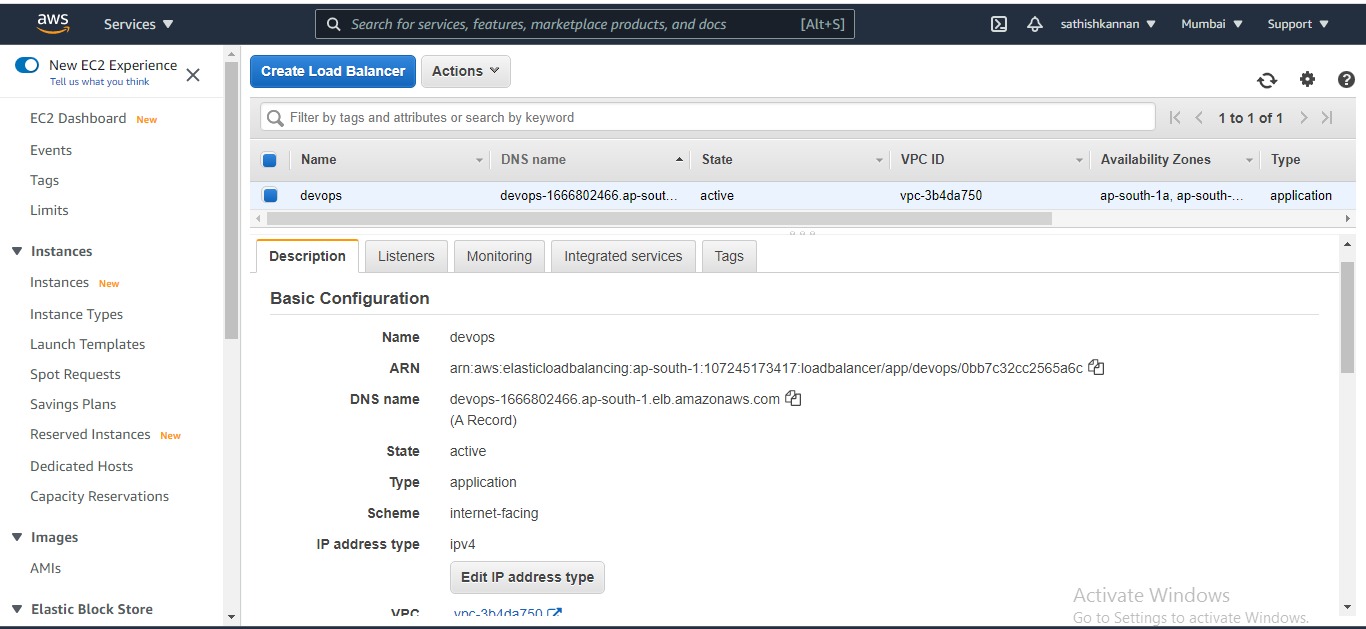 aws Services Search for services, features, marketplace products, and docs [Alt+S] sathishkannan Mumbai Support
New EC2 Experience
Tell us what you think
EC2 Dashboard New
Events
Tags
Limits
Instances
Instances New
Instance Types
Launch Templates
Spot Requests
Savings Plans
Reserved Instances New
Dedicated Hosts
Capacity Reservations
Images
AMIs
Elastic Block Store
Create Load Balancer Actions
Filter by tags and attributes or search by keyword 1 to 1 of 1
Name DNS name State VPC ID Availability Zones Type
devops devops-1666802466.ap-sout... active vpc-3b4da750 ap-south-1a, ap-south-... application
Description Listeners Monitoring Integrated services Tags
Basic Configuration
Name devops
ARN arn:aws:elasticloadbalancing:ap-south-1:107245173417:loadbalancer/app/devops/0bb7c32cc2565a6c
DNS name devops-1666802466.ap-south-1.elb.amazonaws.com
(A Record)
State active
Type application
Scheme internet-facing
IP address type ipv4
Edit IP address type
VPC vpc-3b4da750
Activate Windows
Go to Settings to activate Windows.